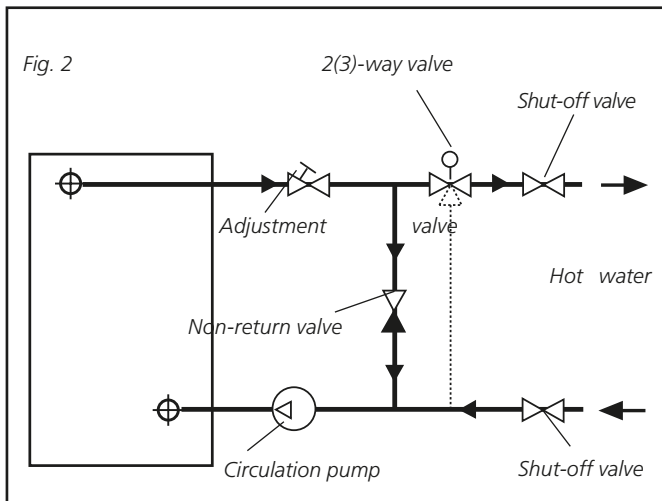 Fig. 2
2(3)-way valve
Shut-off valve
Adjustment valve
Hot water
Non-return valve
Circulation pump
Shut-off valve